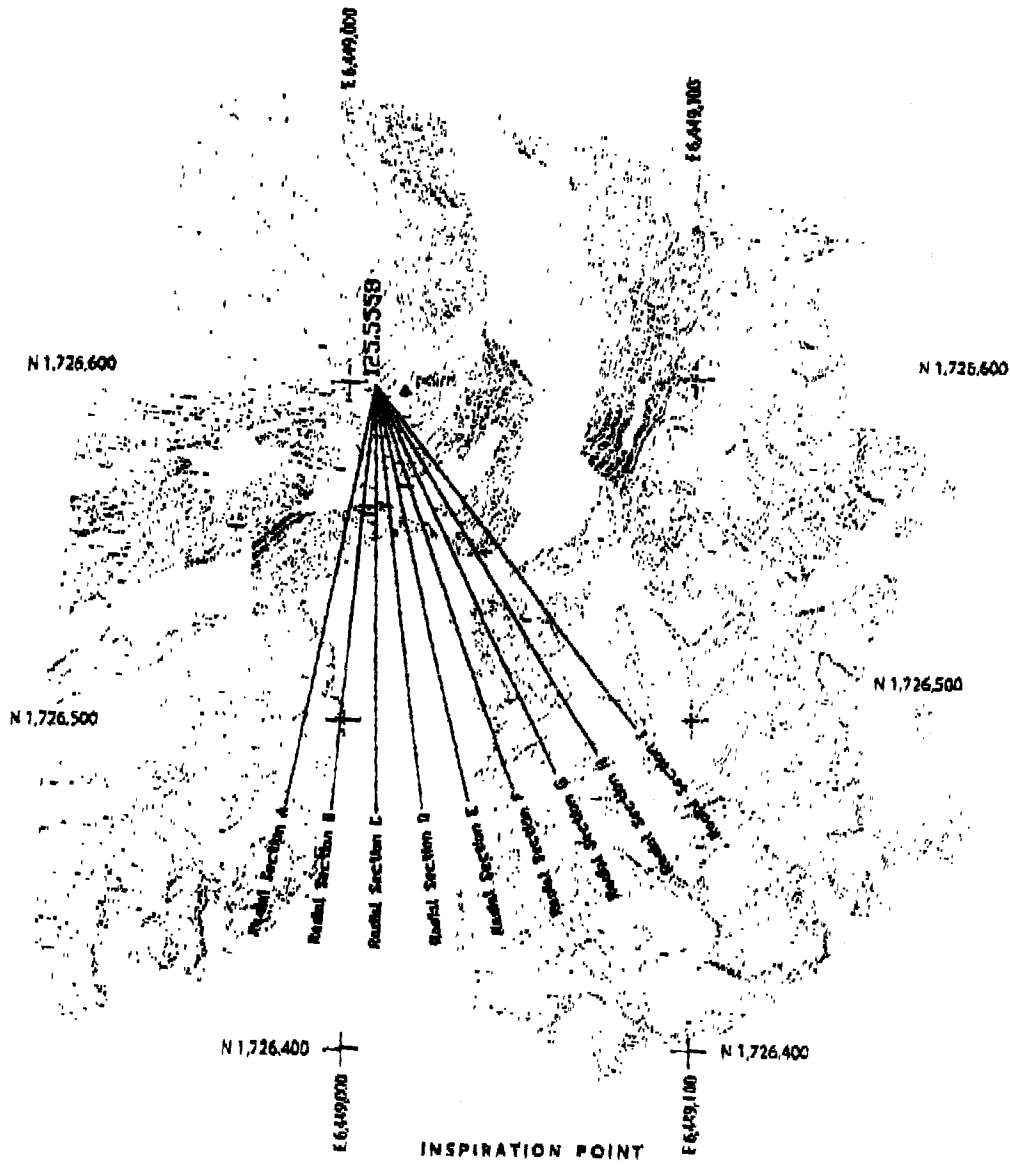 E 6,449,000
E 6,449,100
125.5558
N 1,726,600
N 1,726,600
N 1,726,500
N 1,726,500
Radial Section A
Radial Section B
Radial Section C
Radial Section D
Radial Section E
Radial Section F
Radial Section G
Radial Section H
Radial Section I
N 1,726,400
N 1,726,400
E 6,449,000
E 6,449,100
INSPIRATION POINT